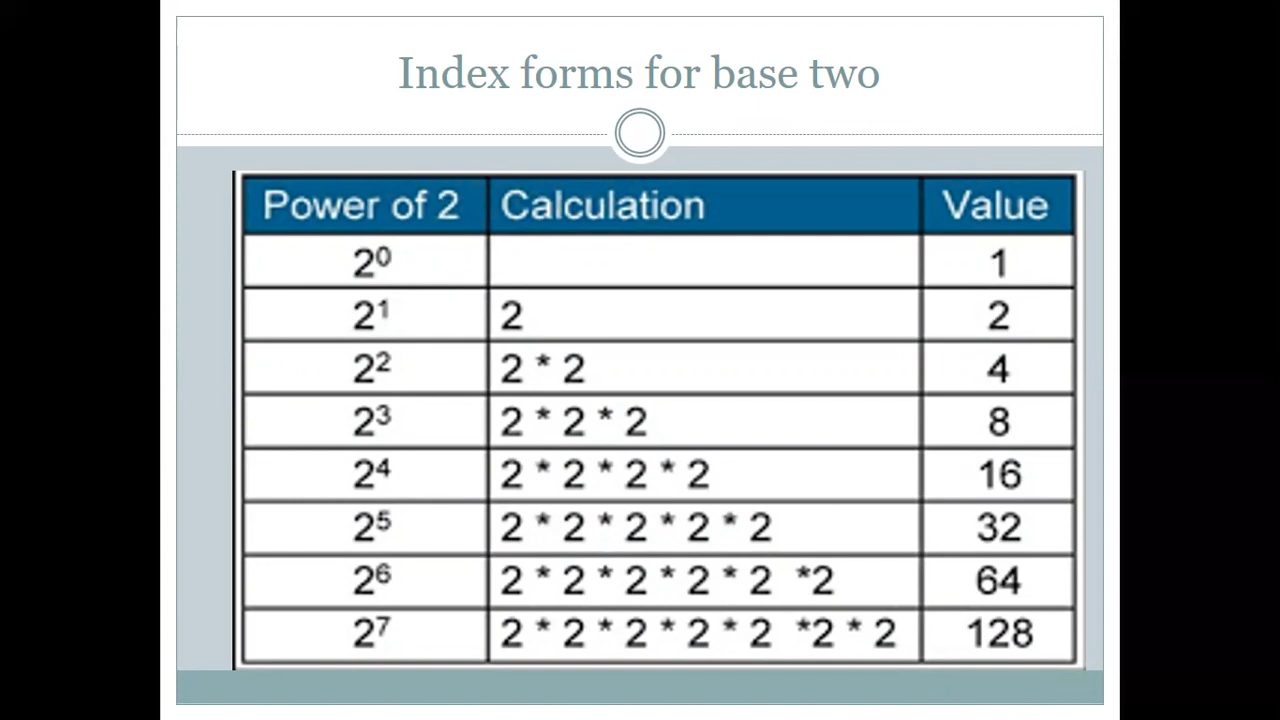 Index forms for base two
Power of 2 Calculation Value
2⁰ 1
2¹ 2 2
2² 2 * 2 4
2³ 2 * 2 * 2 8
2⁴ 2 * 2 * 2 * 2 16
2⁵ 2 * 2 * 2 * 2 * 2 32
2⁶ 2 * 2 * 2 * 2 * 2 *2 64
2⁷ 2 * 2 * 2 * 2 * 2 *2 * 2 128